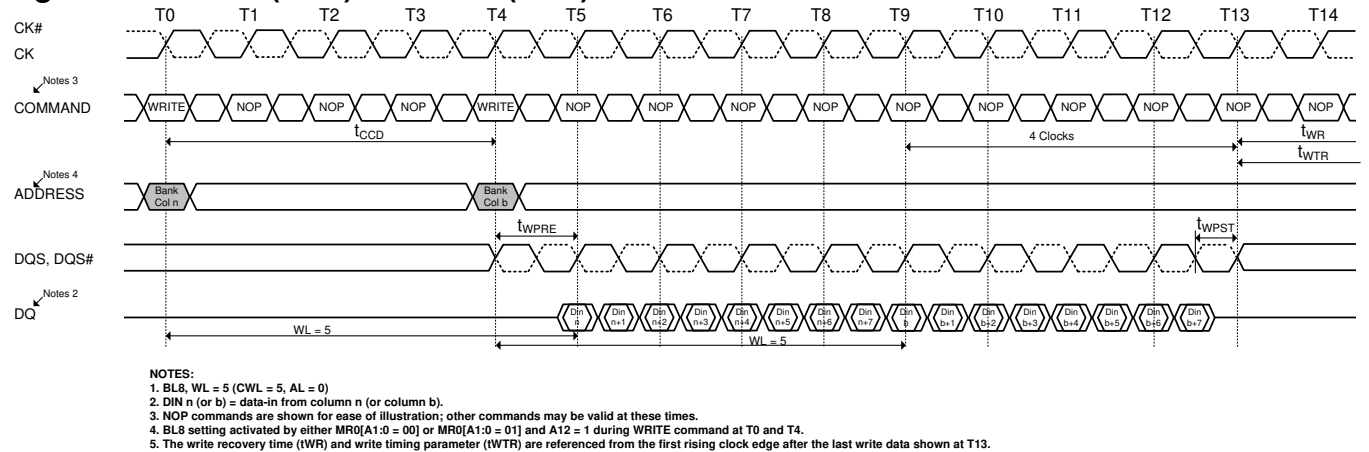 T0 T1 T2 T3 T4 T5 T6 T7 T8 T9 T10 T11 T12 T13 T14
CK#
CK
Notes 3
COMMAND WRITE NOP NOP NOP WRITE NOP NOP NOP NOP NOP NOP NOP NOP NOP NOP
tCCD 4 Clocks tWR
tWTR
Notes 4
ADDRESS Bank Col n Bank Col b
tWPRE tWPST
DQS, DQS#
Notes 2
DQ Din n Din n+1 Din n+2 Din n+3 Din n+4 Din n+5 Din n+6 Din n+7 Din b Din b+1 Din b+2 Din b+3 Din b+4 Din b+5 Din b+6 Din b+7
WL = 5
WL = 5
NOTES:
1. BL8, WL = 5 (CWL = 5, AL = 0)
2. DIN n (or b) = data-in from column n (or column b).
3. NOP commands are shown for ease of illustration; other commands may be valid at these times.
4. BL8 setting activated by either MR0[A1:0 = 00] or MR0[A1:0 = 01] and A12 = 1 during WRITE command at T0 and T4.
5. The write recovery time (tWR) and write timing parameter (tWTR) are referenced from the first rising clock edge after the last write data shown at T13.